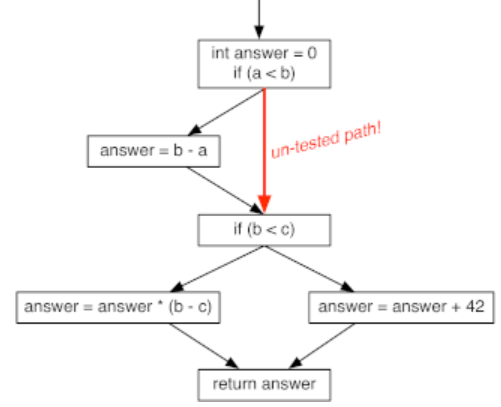 int answer = 0
if (a < b)
un-tested path!
answer = b - a
if (b < c)
answer = answer * (b - c)
answer = answer + 42
return answer